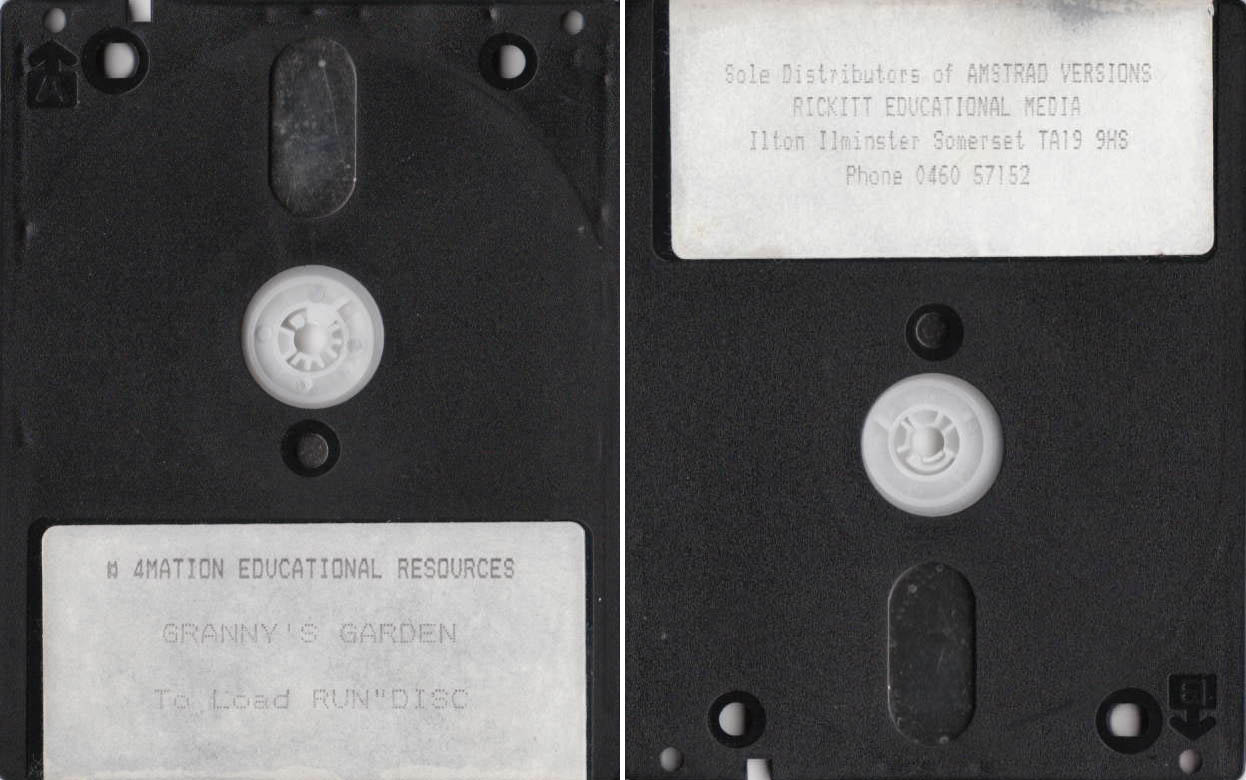 A
¤ 4MATION EDUCATIONAL RESOURCES
GRANNY'S GARDEN
To Load RUN"DISC
Sole Distributors of AMSTRAD VERSIONS
RICKITT EDUCATIONAL MEDIA
Ilton Ilminster Somerset TA19 9HS
Phone 0460 57152
B